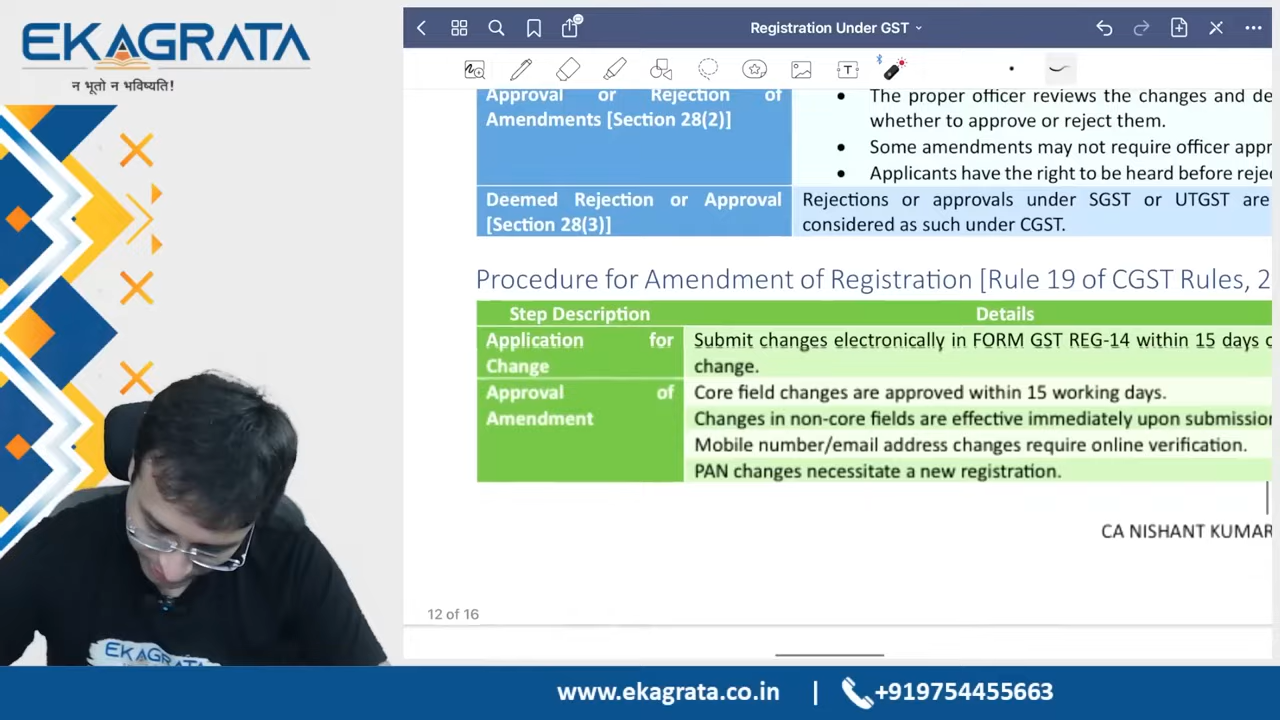 EKAGRATA
न भूतो न भविष्यति!
Registration Under GST
T
Approval or Rejection of
Amendments [Section 28(2)]
• The proper officer reviews the changes and de
whether to approve or reject them.
• Some amendments may not require officer appr
• Applicants have the right to be heard before reje
Deemed Rejection or Approval
[Section 28(3)]
Rejections or approvals under SGST or UTGST are
considered as such under CGST.
Procedure for Amendment of Registration [Rule 19 of CGST Rules, 2
Step Description
Details
Application for
Change
Submit changes electronically in FORM GST REG-14 within 15 days o
change.
Approval of
Amendment
Core field changes are approved within 15 working days.
Changes in non-core fields are effective immediately upon submission
Mobile number/email address changes require online verification.
PAN changes necessitate a new registration.
CA NISHANT KUMAR
12 of 16
EKAGRATA
www.ekagrata.co.in | +919754455663